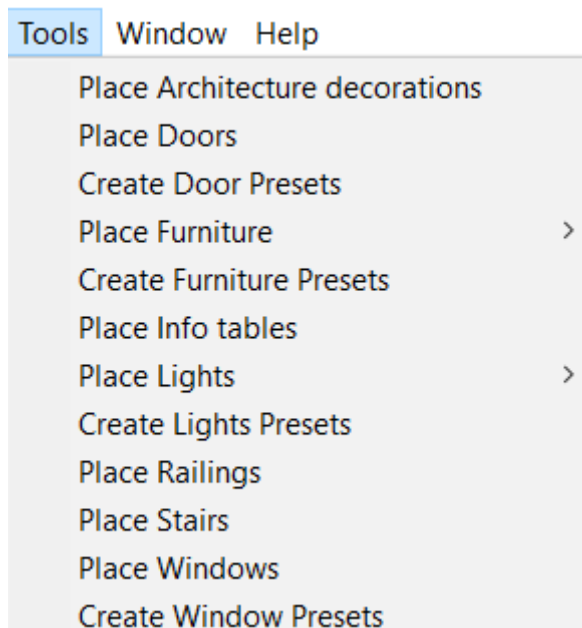 Tools Window Help
Place Architecture decorations
Place Doors
Create Door Presets
Place Furniture
Create Furniture Presets
Place Info tables
Place Lights
Create Lights Presets
Place Railings
Place Stairs
Place Windows
Create Window Presets